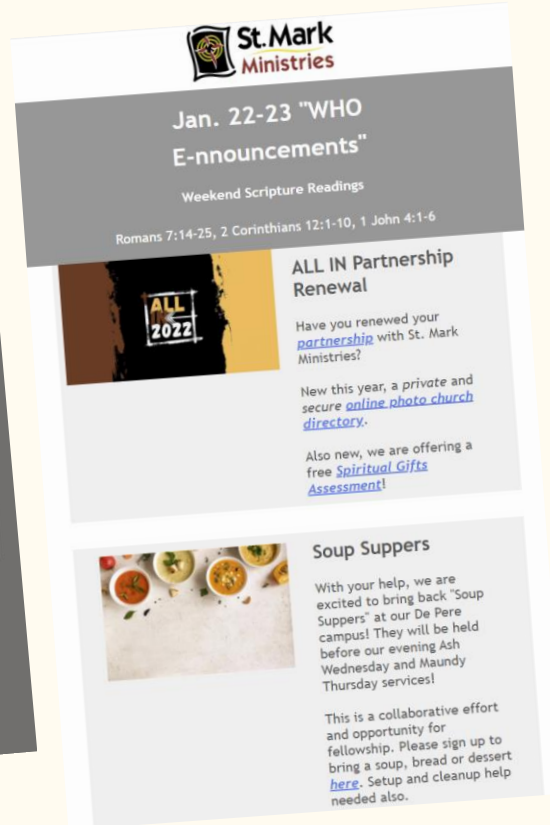 St. Mark
Ministries
Jan. 22-23 "WHO
E-nnouncements"
Weekend Scripture Readings
Romans 7:14-25, 2 Corinthians 12:1-10, 1 John 4:1-6
ALL
IN
2022
ALL IN Partnership
Renewal
Have you renewed your
partnership with St. Mark
Ministries?
New this year, a private and
secure online photo church
directory.
Also new, we are offering a
free Spiritual Gifts
Assessment!
Soup Suppers
With your help, we are
excited to bring back "Soup
Suppers" at our De Pere
campus! They will be held
before our evening Ash
Wednesday and Maundy
Thursday services!
This is a collaborative effort
and opportunity for
fellowship. Please sign up to
bring a soup, bread or dessert
here. Setup and cleanup help
needed also.